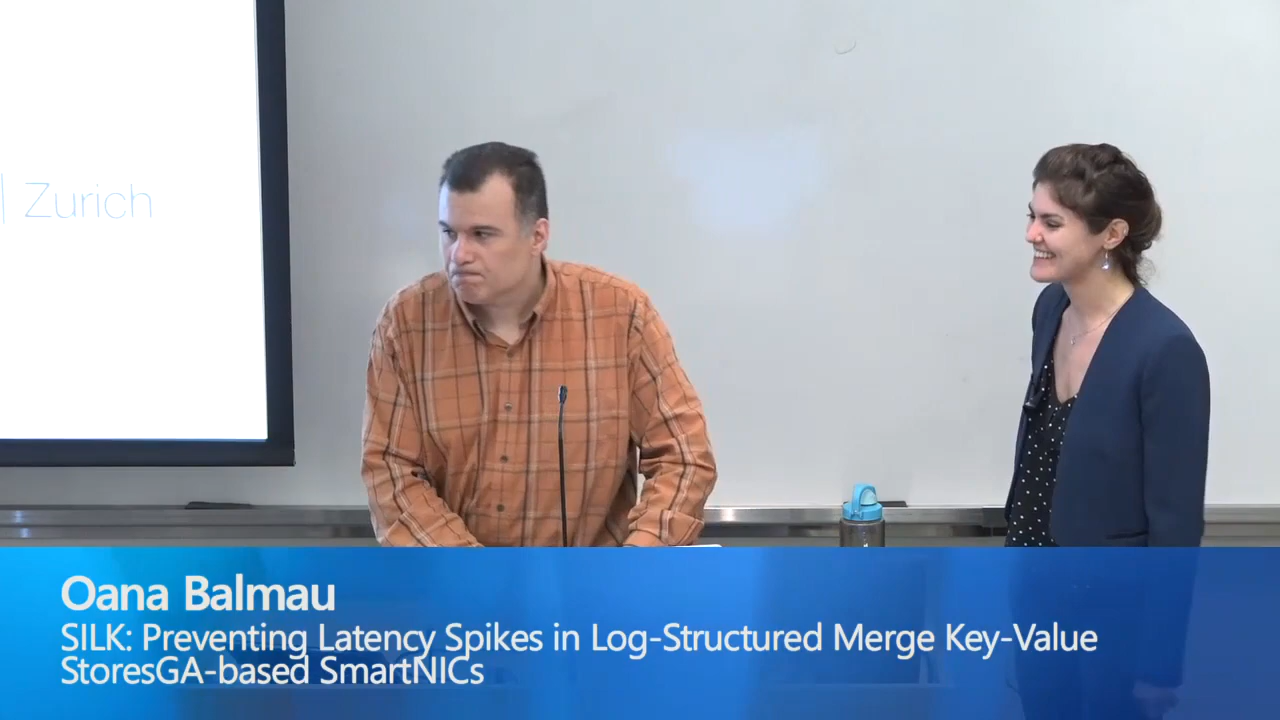 | Zurich
Oana Balmau
SILK: Preventing Latency Spikes in Log-Structured Merge Key-Value
StoresGA-based SmartNICs